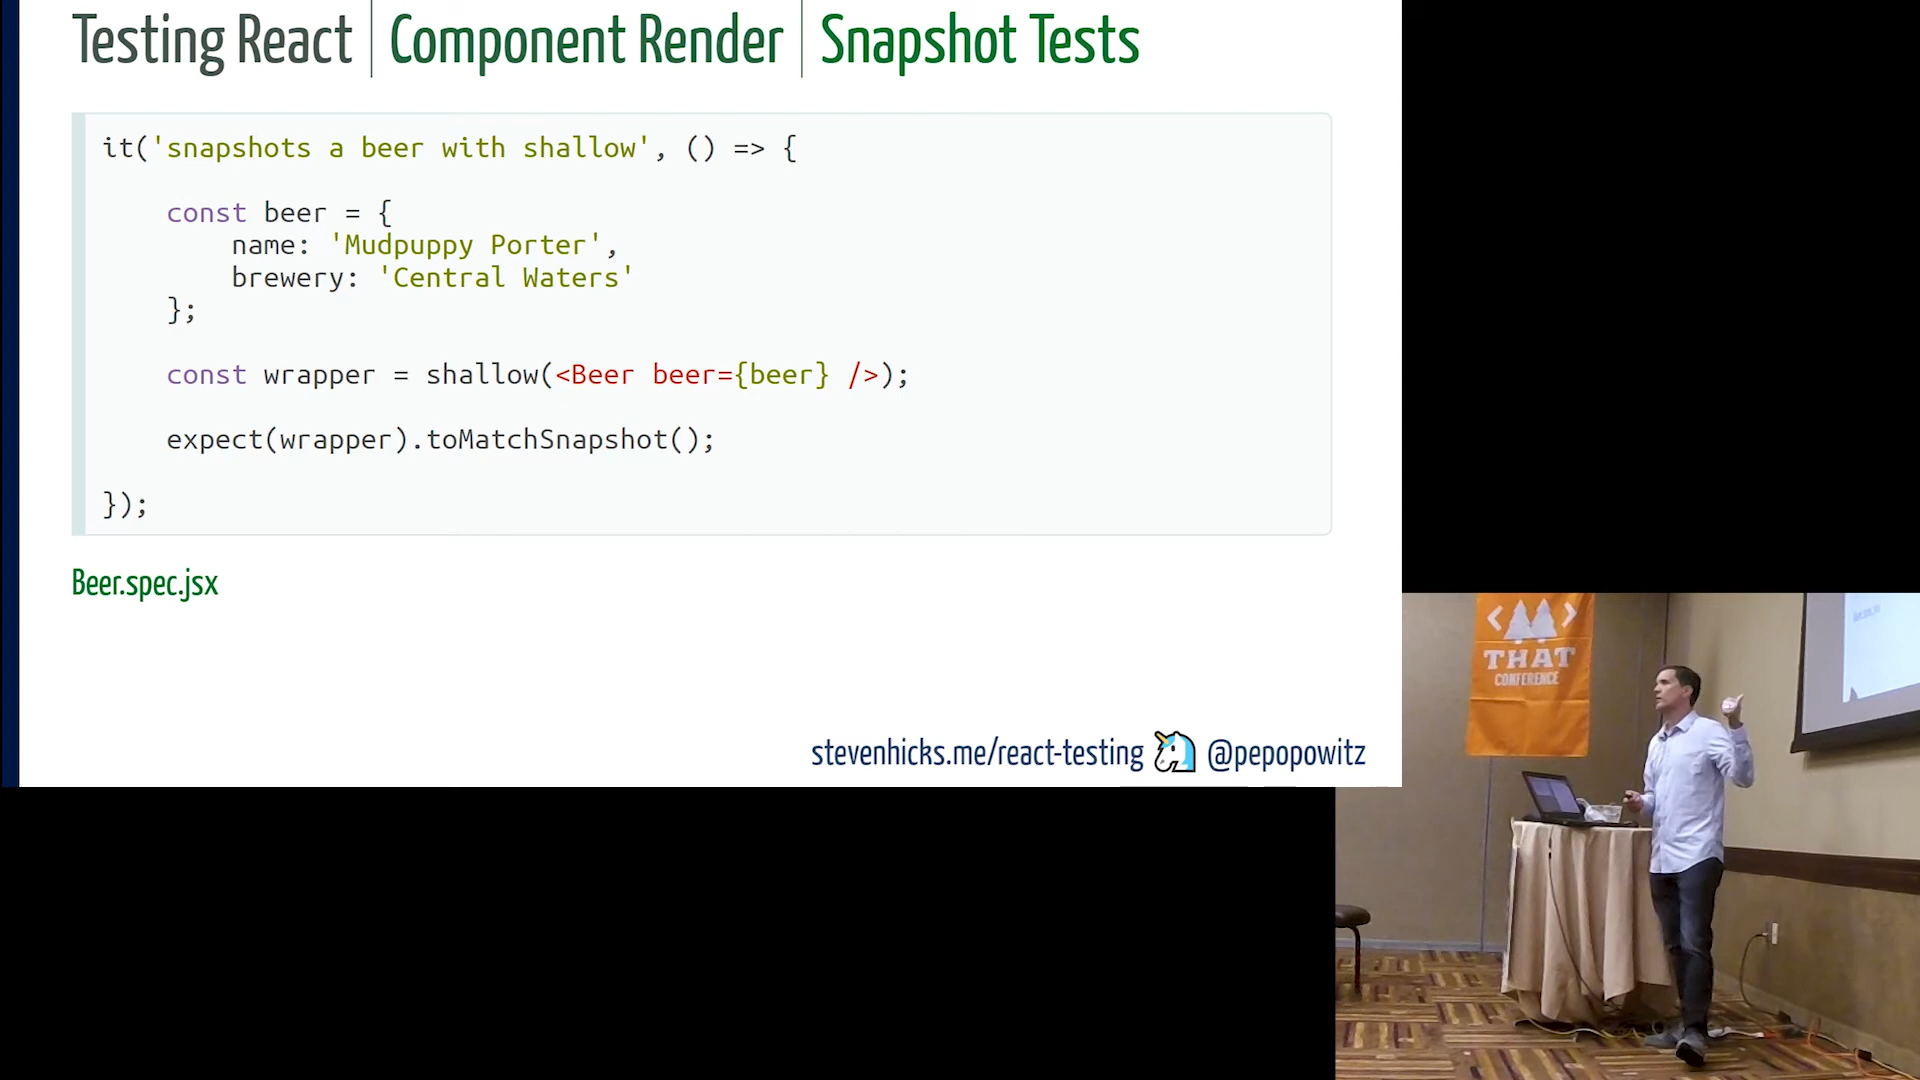 Testing React | Component Render | Snapshot Tests
it('snapshots a beer with shallow', () => {
    const beer = {
        name: 'Mudpuppy Porter',
        brewery: 'Central Waters'
    };
    const wrapper = shallow(<Beer beer={beer} />);
    expect(wrapper).toMatchSnapshot();
});
Beer.spec.jsx
stevenhicks.me/react-testing @pepopowitz
< >
THAT
CONFERENCE